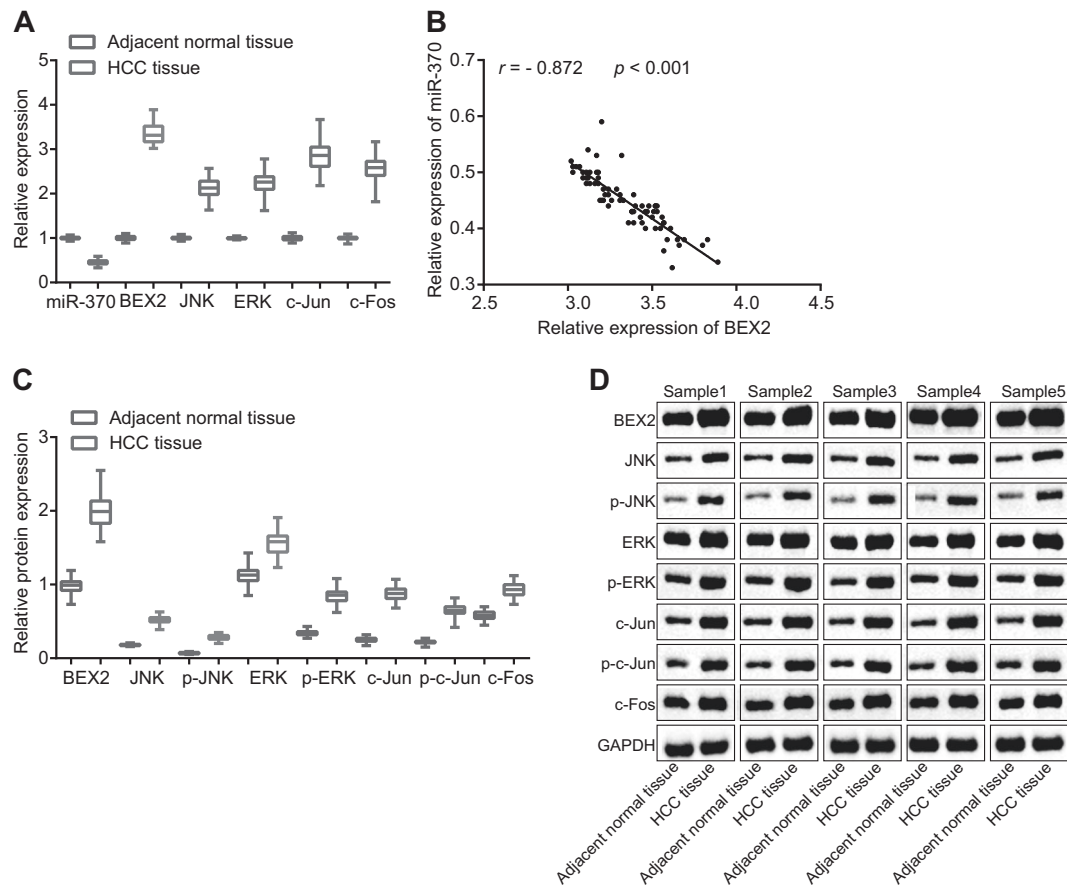 A
Adjacent normal tissue
HCC tissue
Relative expression
5
4
3
2
1
0
miR-370 BEX2 JNK ERK c-Jun c-Fos
B
r = - 0.872 p < 0.001
Relative expression of miR-370
0.7
0.6
0.5
0.4
0.3
2.5 3.0 3.5 4.0 4.5
Relative expression of BEX2
C
Adjacent normal tissue
HCC tissue
Relative protein expression
3
2
1
0
BEX2 JNK p-JNK ERK p-ERK c-Jun p-c-Jun c-Fos
D
Sample1 Sample2 Sample3 Sample4 Sample5
BEX2
JNK
p-JNK
ERK
p-ERK
c-Jun
p-c-Jun
c-Fos
GAPDH
Adjacent normal tissue
HCC tissue
Adjacent normal tissue
HCC tissue
Adjacent normal tissue
HCC tissue
Adjacent normal tissue
HCC tissue
Adjacent normal tissue
HCC tissue